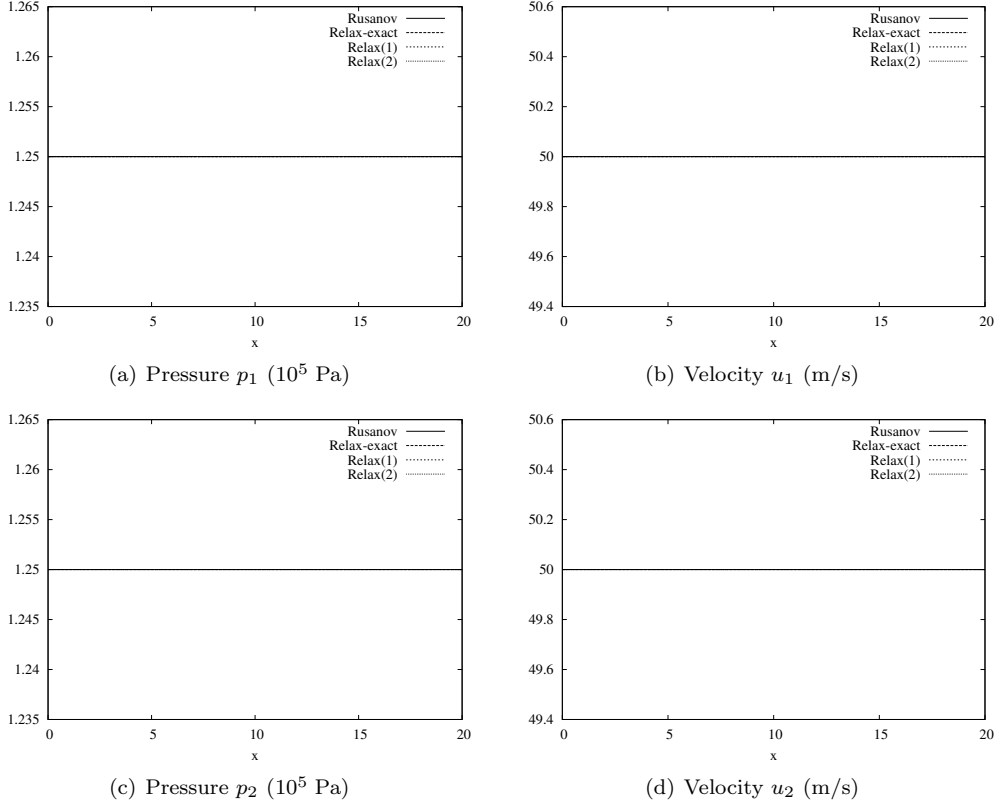 1.265
1.26
1.255
1.25
1.245
1.24
1.235
0 5 10 15 20
x
Rusanov
Relax-exact
Relax(1)
Relax(2)
(a) Pressure p₁ (10⁵ Pa)
50.6
50.4
50.2
50
49.8
49.6
49.4
0 5 10 15 20
x
Rusanov
Relax-exact
Relax(1)
Relax(2)
(b) Velocity u₁ (m/s)
1.265
1.26
1.255
1.25
1.245
1.24
1.235
0 5 10 15 20
x
Rusanov
Relax-exact
Relax(1)
Relax(2)
(c) Pressure p₂ (10⁵ Pa)
50.6
50.4
50.2
50
49.8
49.6
49.4
0 5 10 15 20
x
Rusanov
Relax-exact
Relax(1)
Relax(2)
(d) Velocity u₂ (m/s)